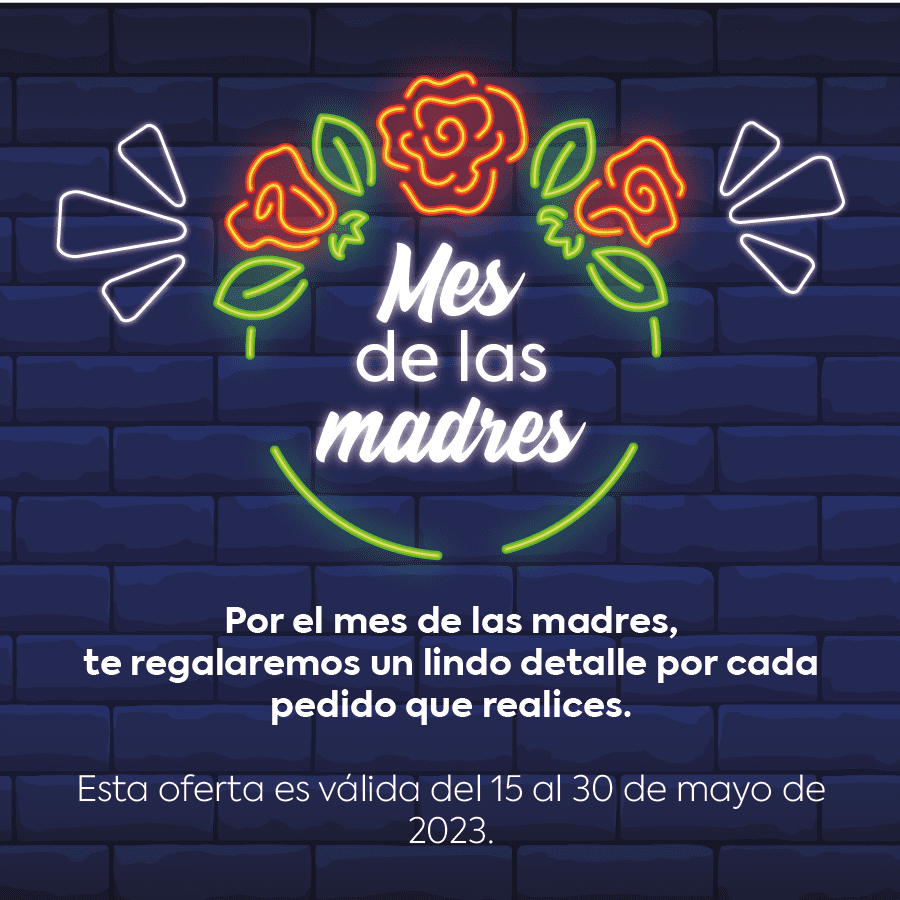 Mes
de las
madres
Por el mes de las madres,
te regalaremos un lindo detalle por cada
pedido que realices.
Esta oferta es válida del 15 al 30 de mayo de
2023.